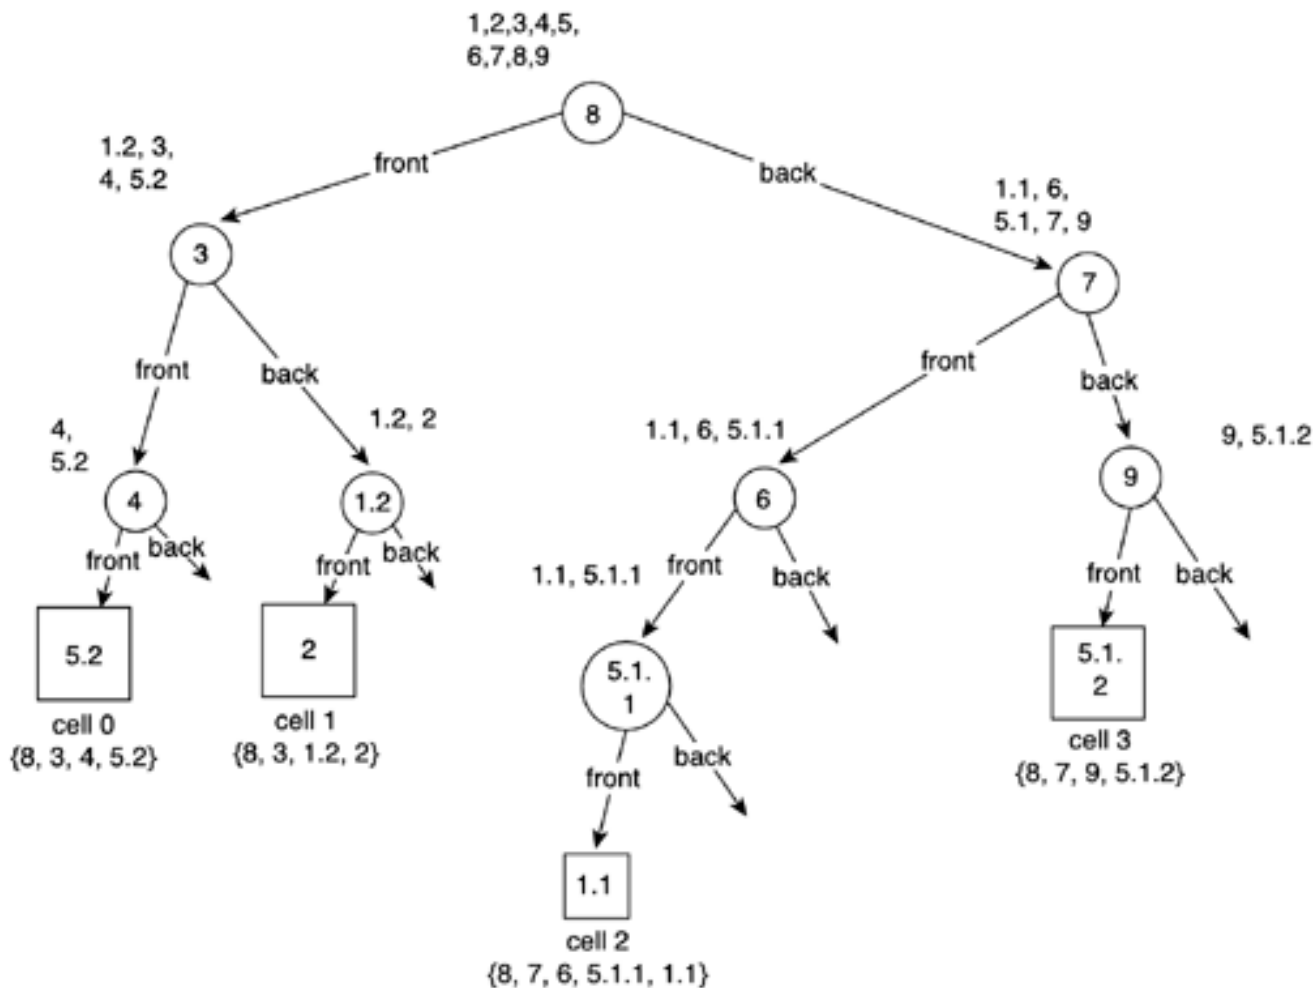 1,2,3,4,5,
6,7,8,9
8
front
back
1.2, 3,
4, 5.2
3
1.1, 6,
5.1, 7, 9
7
front
back
front
back
4,
5.2
4
1.2, 2
1.2
1.1, 6, 5.1.1
6
9, 5.1.2
9
front
back
front
back
1.1, 5.1.1
front
back
front
back
5.2
cell 0
{8, 3, 4, 5.2}
2
cell 1
{8, 3, 1.2, 2}
5.1.
1
front
back
5.1.
2
cell 3
{8, 7, 9, 5.1.2}
1.1
cell 2
{8, 7, 6, 5.1.1, 1.1}